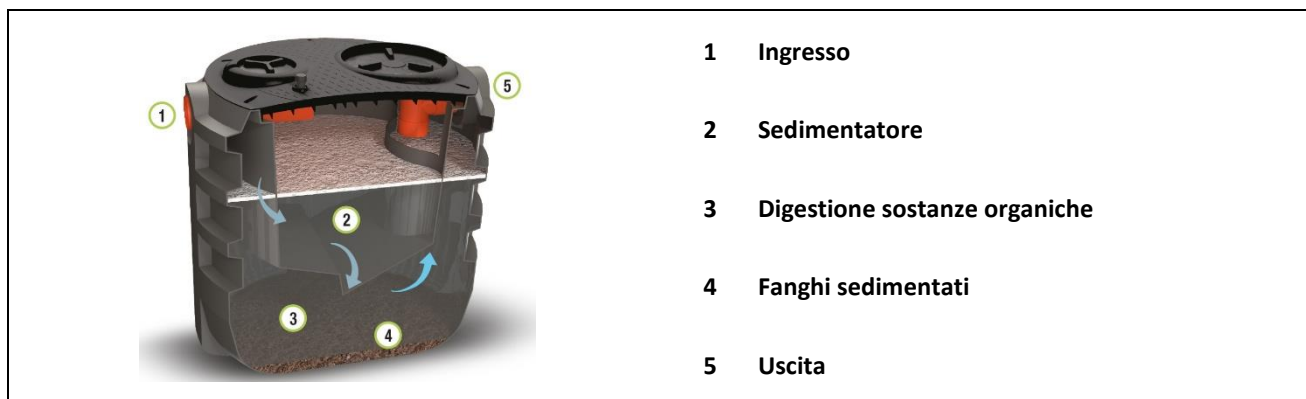 1
5
2
3
4
1 Ingresso
2 Sedimentatore
3 Digestione sostanze organiche
4 Fanghi sedimentati
5 Uscita